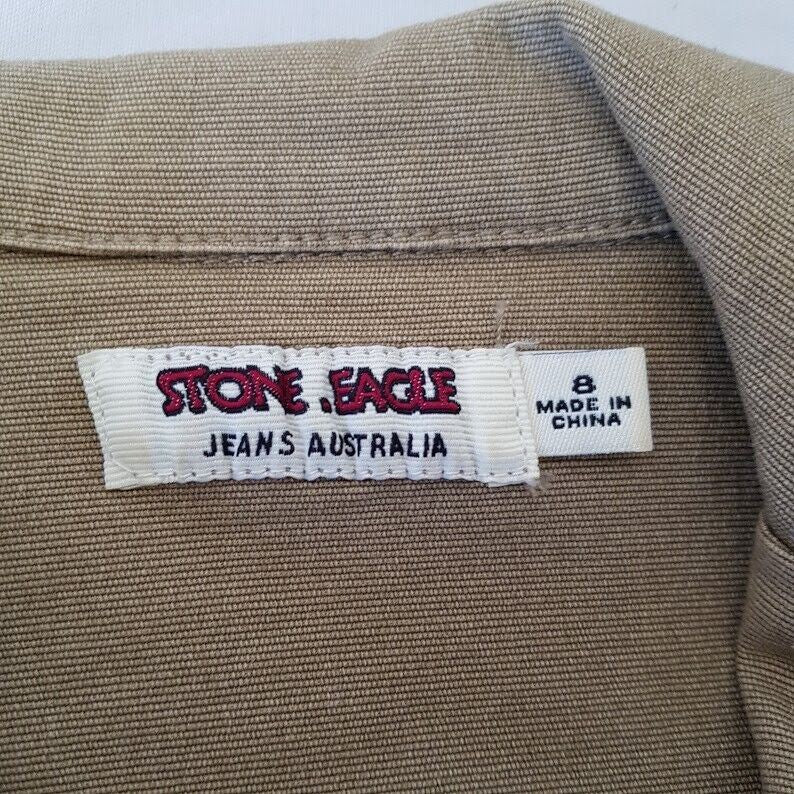 STONE.EAGLE
JEANS AUSTRALIA
8
MADE IN
CHINA